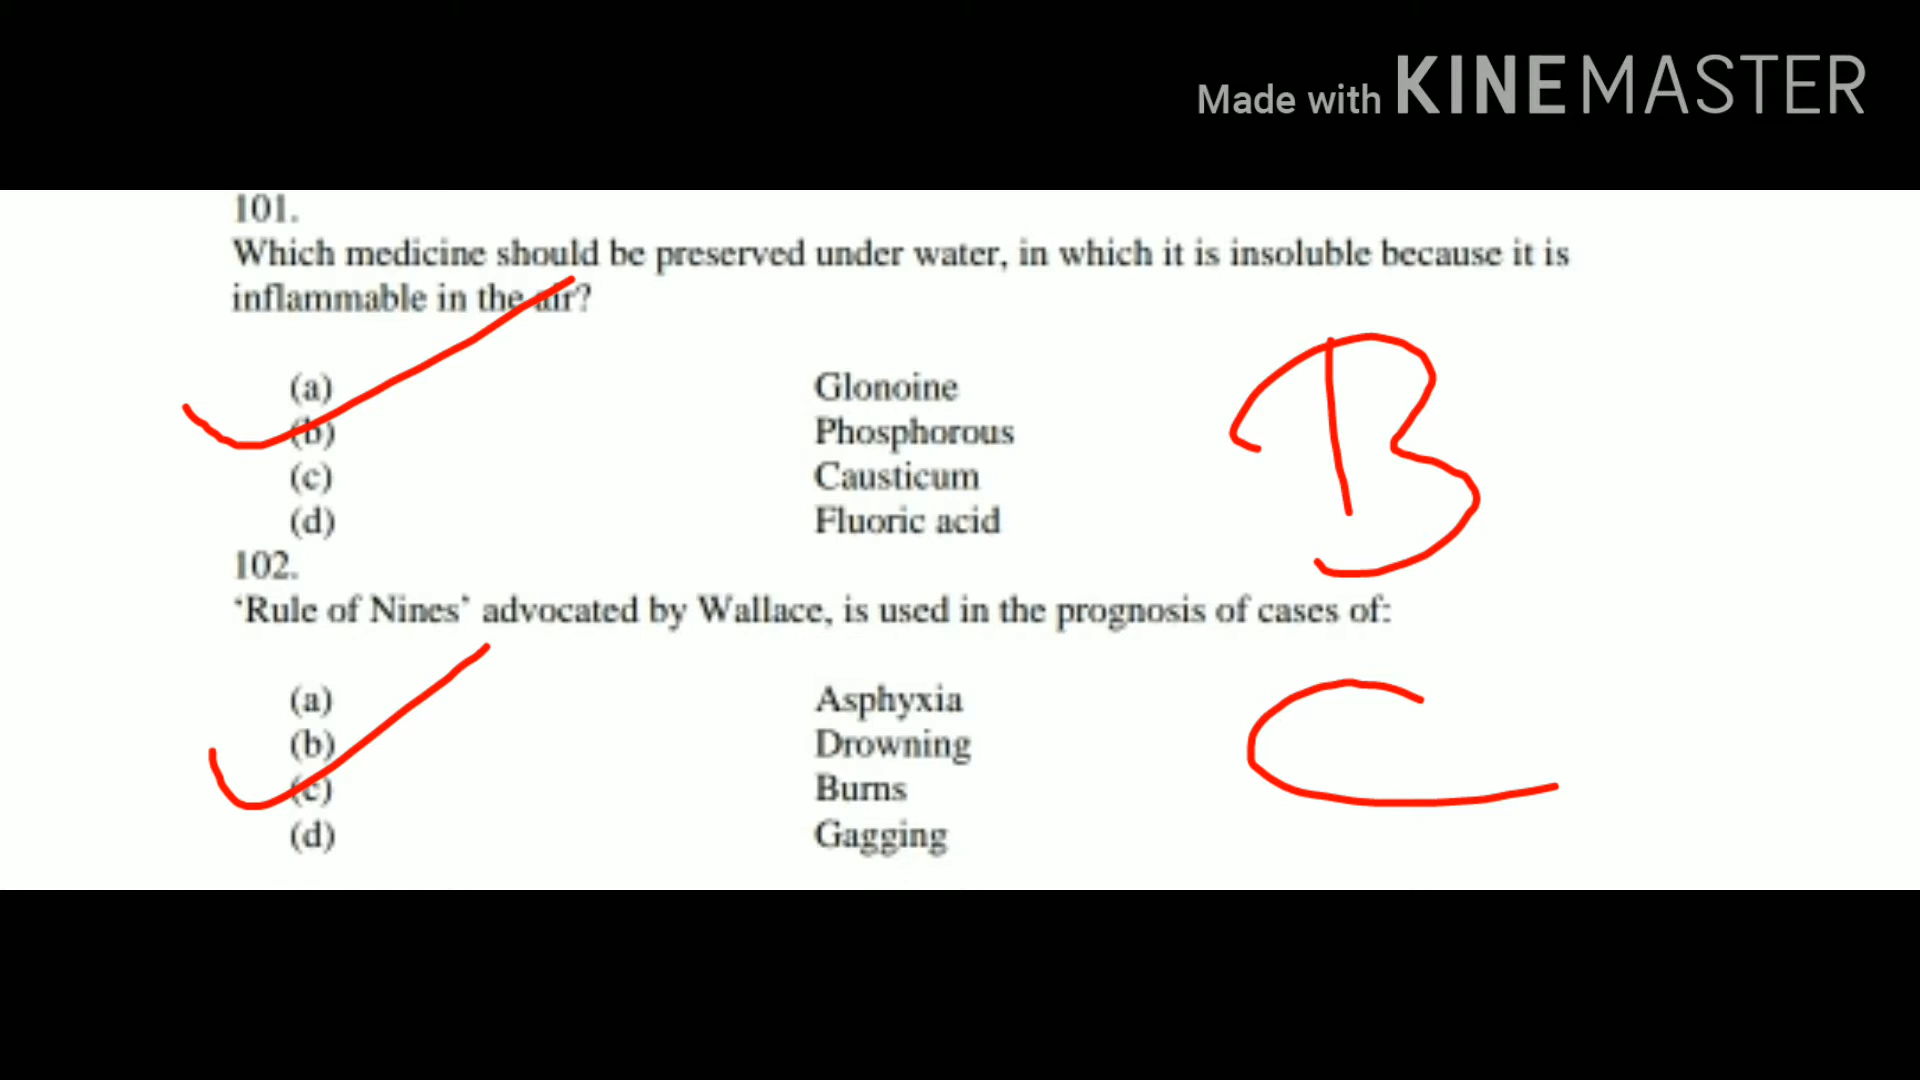 Made with KINEMASTER
101.
Which medicine should be preserved under water, in which it is insoluble because it is
inflammable in the air?
(a) Glonoine
(b) Phosphorous
(c) Causticum
(d) Fluoric acid
B
102.
‘Rule of Nines’ advocated by Wallace, is used in the prognosis of cases of:
(a) Asphyxia
(b) Drowning
(c) Burns
(d) Gagging
C